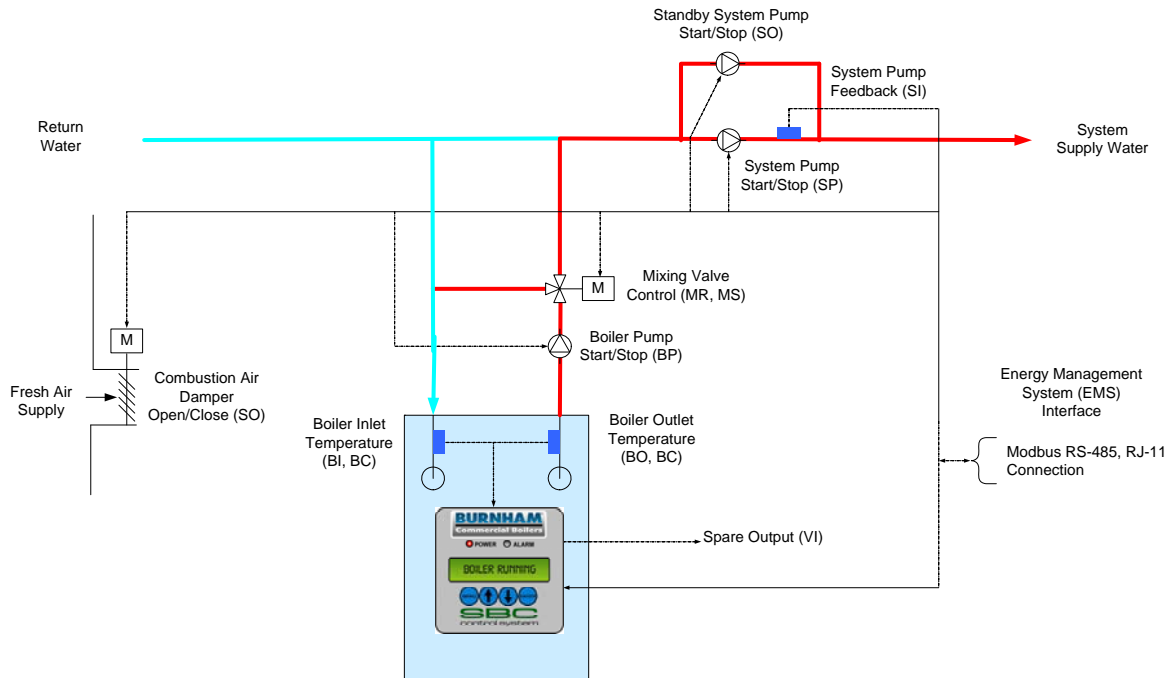 Standby System Pump
Start/Stop (SO)
System Pump
Feedback (SI)
Return
Water
System
Supply Water
System Pump
Start/Stop (SP)
M
Mixing Valve
Control (MR, MS)
M
Boiler Pump
Start/Stop (BP)
Fresh Air
Supply
Combustion Air
Damper
Open/Close (SO)
Energy Management
System (EMS)
Interface
Boiler Inlet
Temperature
(BI, BC)
Boiler Outlet
Temperature
(BO, BC)
Modbus RS-485, RJ-11
Connection
BURNHAM
Commercial Boilers
POWER ALARM
BOILER RUNNING
SBC
control system
Spare Output (VI)